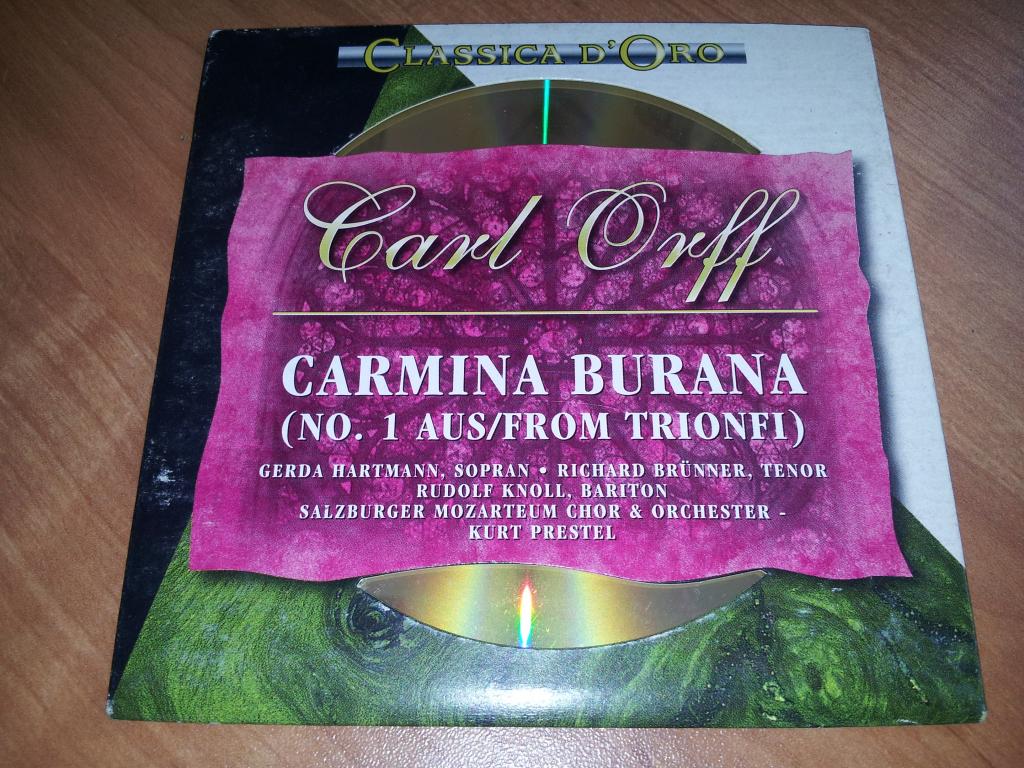 CLASSICA D'ORO
Carl Orff
CARMINA BURANA
(NO. 1 AUS/FROM TRIONFI)
GERDA HARTMANN, SOPRAN • RICHARD BRÜNNER, TENOR
RUDOLF KNOLL, BARITON
SALZBURGER MOZARTEUM CHOR & ORCHESTER -
KURT PRESTEL